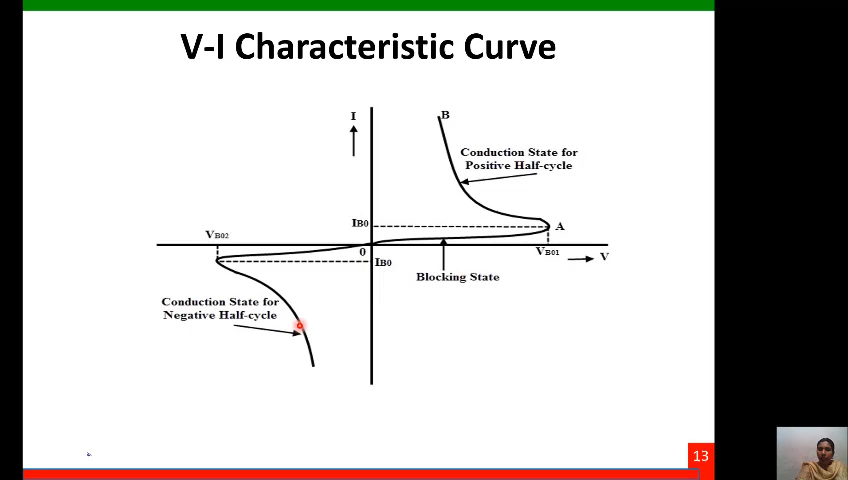 V-I Characteristic Curve
I
B
Conduction State for
Positive Half-cycle
IB0
A
VB02
0
VB01
V
IB0
Blocking State
Conduction State for
Negative Half-cycle
13